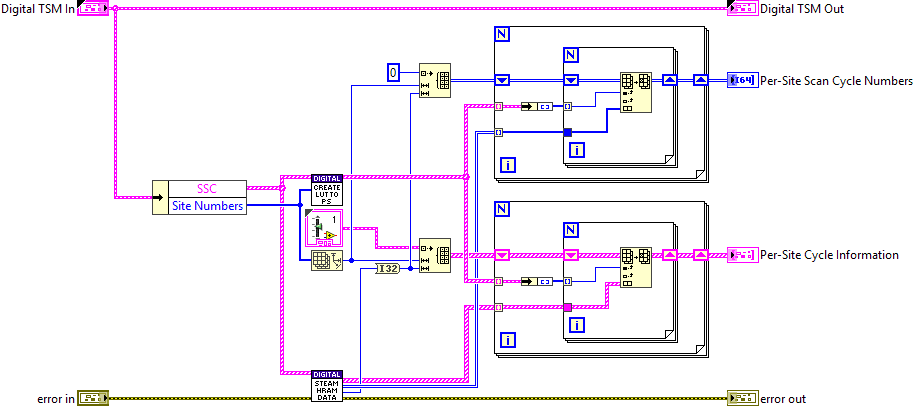 Digital TSM In
Digital TSM Out
N
N
0
[I64]
Per-Site Scan Cycle Numbers
i
i
SSC
Site Numbers
DIGITAL
CREATE
LUT TO
PS
1
I32
N
N
Per-Site Cycle Information
i
i
DIGITAL
STEAM
HRAM
DATA
error in
error out